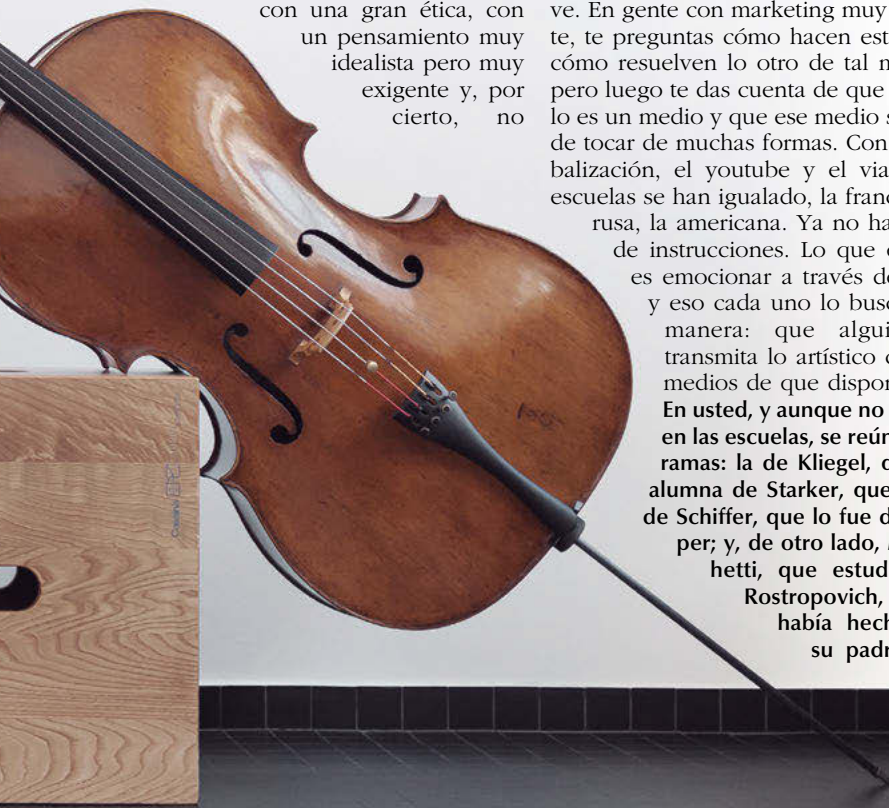 con una gran ética, con
un pensamiento muy
idealista pero muy
exigente y, por
cierto, no
ve. En gente con marketing muy
te, te preguntas cómo hacen est
cómo resuelven lo otro de tal
pero luego te das cuenta de que
lo es un medio y que ese medio s
de tocar de muchas formas. Con
balización, el youtube y el via
escuelas se han igualado, la franc
rusa, la americana. Ya no ha
de instrucciones. Lo que
es emocionar a través de
y eso cada uno lo busc
manera: que algui
transmita lo artístico
medios de que dispo
En usted, y aunque no
en las escuelas, se reún
ramas: la de Kliegel,
alumna de Starker, que
de Schiffer, que lo fue d
per; y, de otro lado,
hetti, que estud
Rostropovich,
había hech
su padr